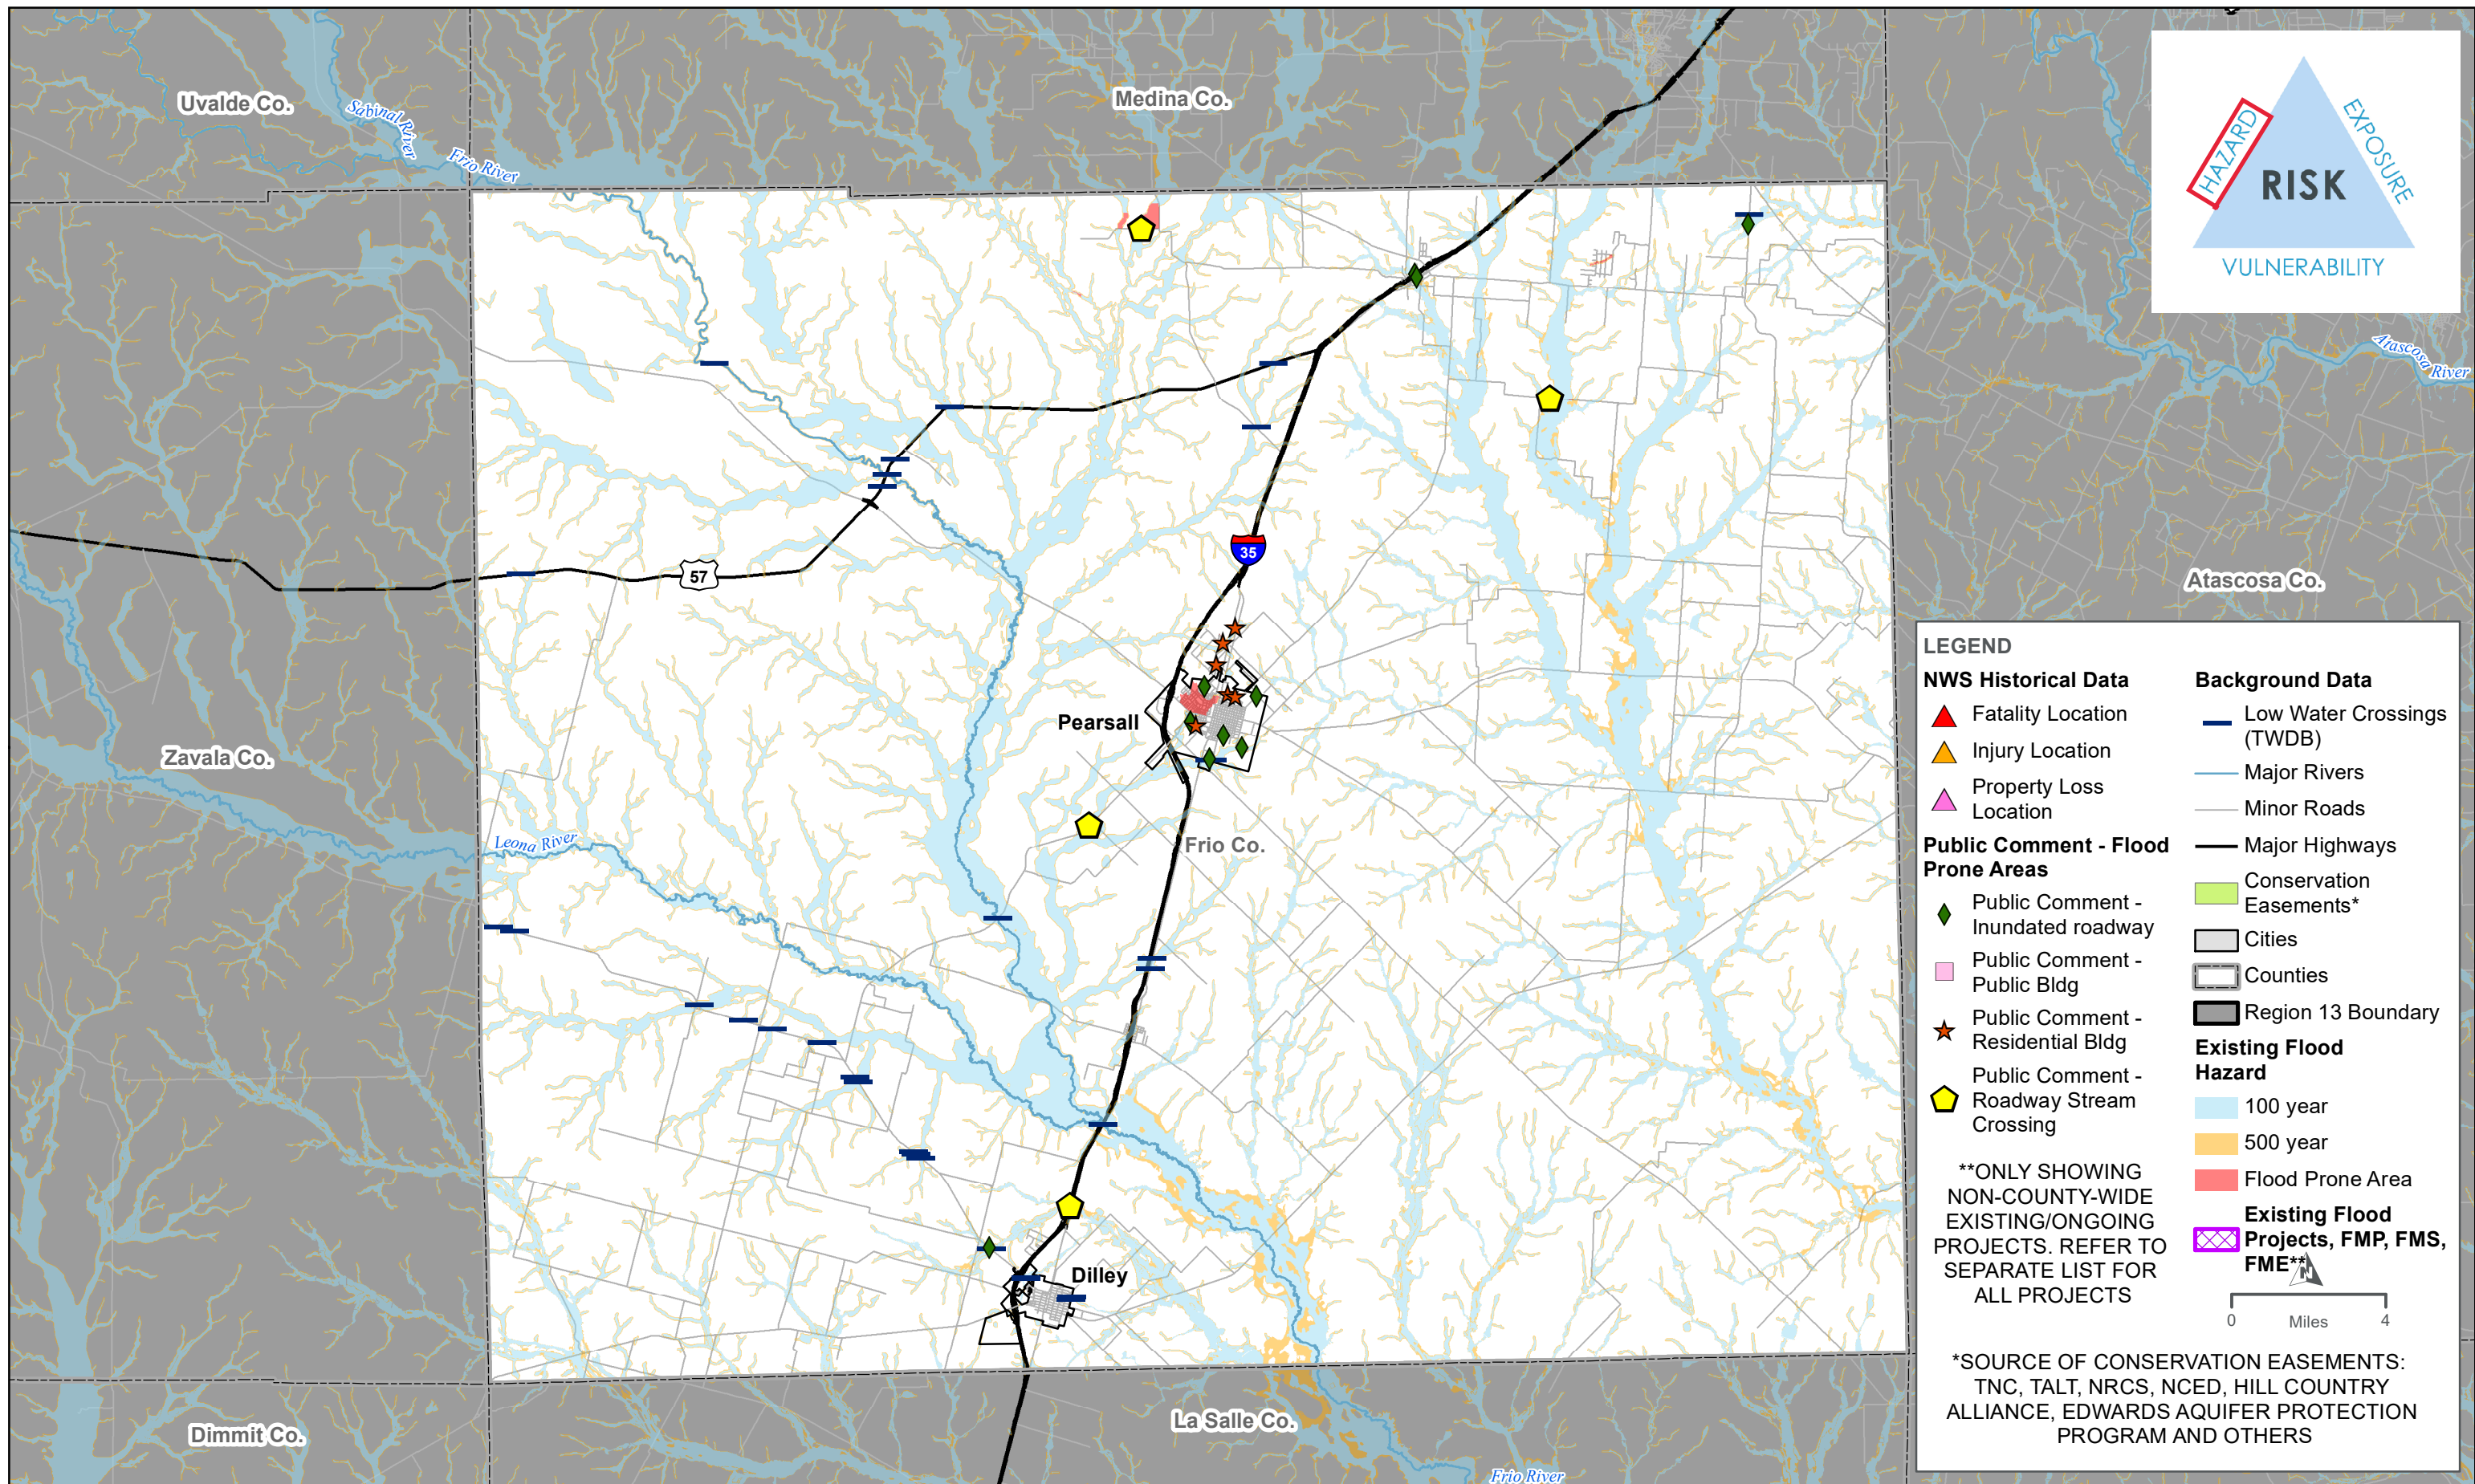 Uvalde Co.
Sabinal River
Frio River
Medina Co.
HAZARD
EXPOSURE
RISK
VULNERABILITY
Atascosa River
35
57
Atascosa Co.
Pearsall
Zavala Co.
Leona River
Frio Co.
Dilley
Dimmit Co.
La Salle Co.
Frio River
LEGEND
NWS Historical Data
Fatality Location
Injury Location
Property Loss
Location
Public Comment - Flood
Prone Areas
Public Comment -
Inundated roadway
Public Comment -
Public Bldg
Public Comment -
Residential Bldg
Public Comment -
Roadway Stream
Crossing
**ONLY SHOWING
NON-COUNTY-WIDE
EXISTING/ONGOING
PROJECTS. REFER TO
SEPARATE LIST FOR
ALL PROJECTS
Background Data
Low Water Crossings
(TWDB)
Major Rivers
Minor Roads
Major Highways
Conservation
Easements*
Cities
Counties
Region 13 Boundary
Existing Flood
Hazard
100 year
500 year
Flood Prone Area
Existing Flood
Projects, FMP, FMS,
FME**
N
0 Miles 4
*SOURCE OF CONSERVATION EASEMENTS:
TNC, TALT, NRCS, NCED, HILL COUNTRY
ALLIANCE, EDWARDS AQUIFER PROTECTION
PROGRAM AND OTHERS